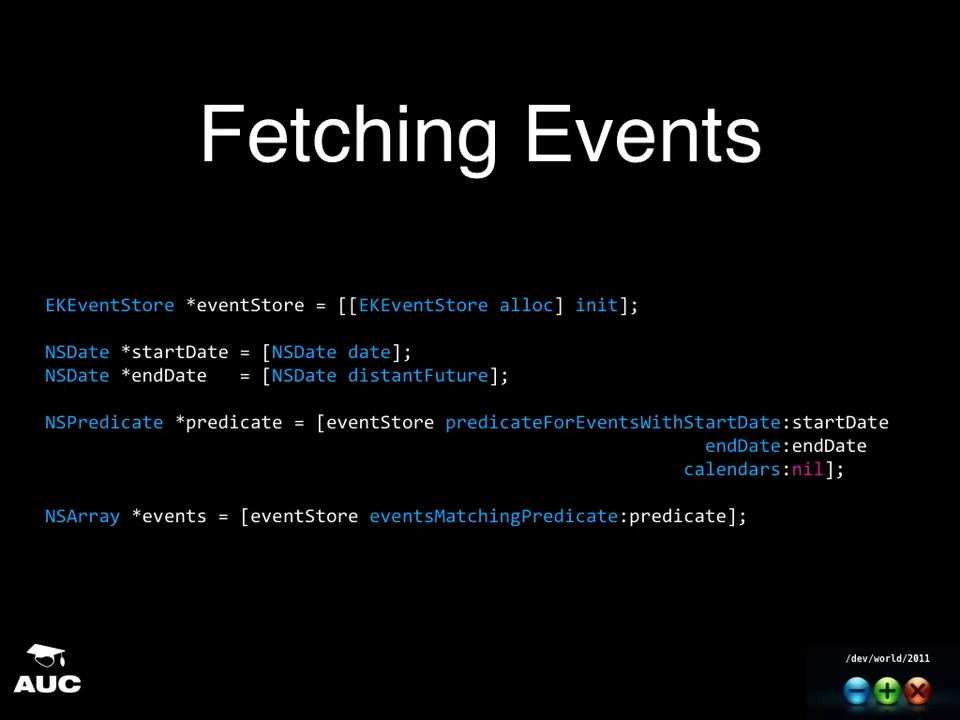 Fetching Events
EKEventStore *eventStore = [[EKEventStore alloc] init];
NSDate *startDate = [NSDate date];
NSDate *endDate   = [NSDate distantFuture];
NSPredicate *predicate = [eventStore predicateForEventsWithStartDate:startDate
endDate:endDate
calendars:nil];
NSArray *events = [eventStore eventsMatchingPredicate:predicate];
AUC
/dev/world/2011